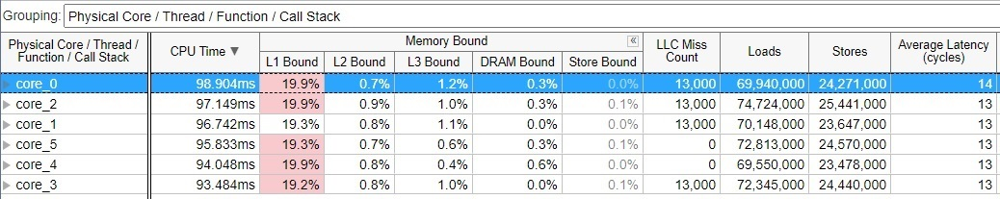 Grouping: Physical Core / Thread / Function / Call Stack
Physical Core / Thread / Function / Call Stack CPU Time ▼ Memory Bound « LLC Miss Count Loads Stores Average Latency (cycles)
L1 Bound L2 Bound L3 Bound DRAM Bound Store Bound
core_0 98.904ms 19.9% 0.7% 1.2% 0.3% 0.0% 13,000 69,940,000 24,271,000 14
core_2 97.149ms 19.9% 0.9% 1.0% 0.3% 0.1% 13,000 74,724,000 25,441,000 13
core_1 96.742ms 19.3% 0.8% 1.1% 0.0% 0.0% 13,000 70,148,000 23,647,000 13
core_5 95.833ms 19.3% 0.7% 0.6% 0.3% 0.1% 0 72,813,000 24,570,000 13
core_4 94.048ms 19.9% 0.8% 0.4% 0.6% 0.0% 0 69,550,000 23,478,000 13
core_3 93.484ms 19.2% 0.8% 1.0% 0.0% 0.1% 13,000 72,345,000 24,440,000 13